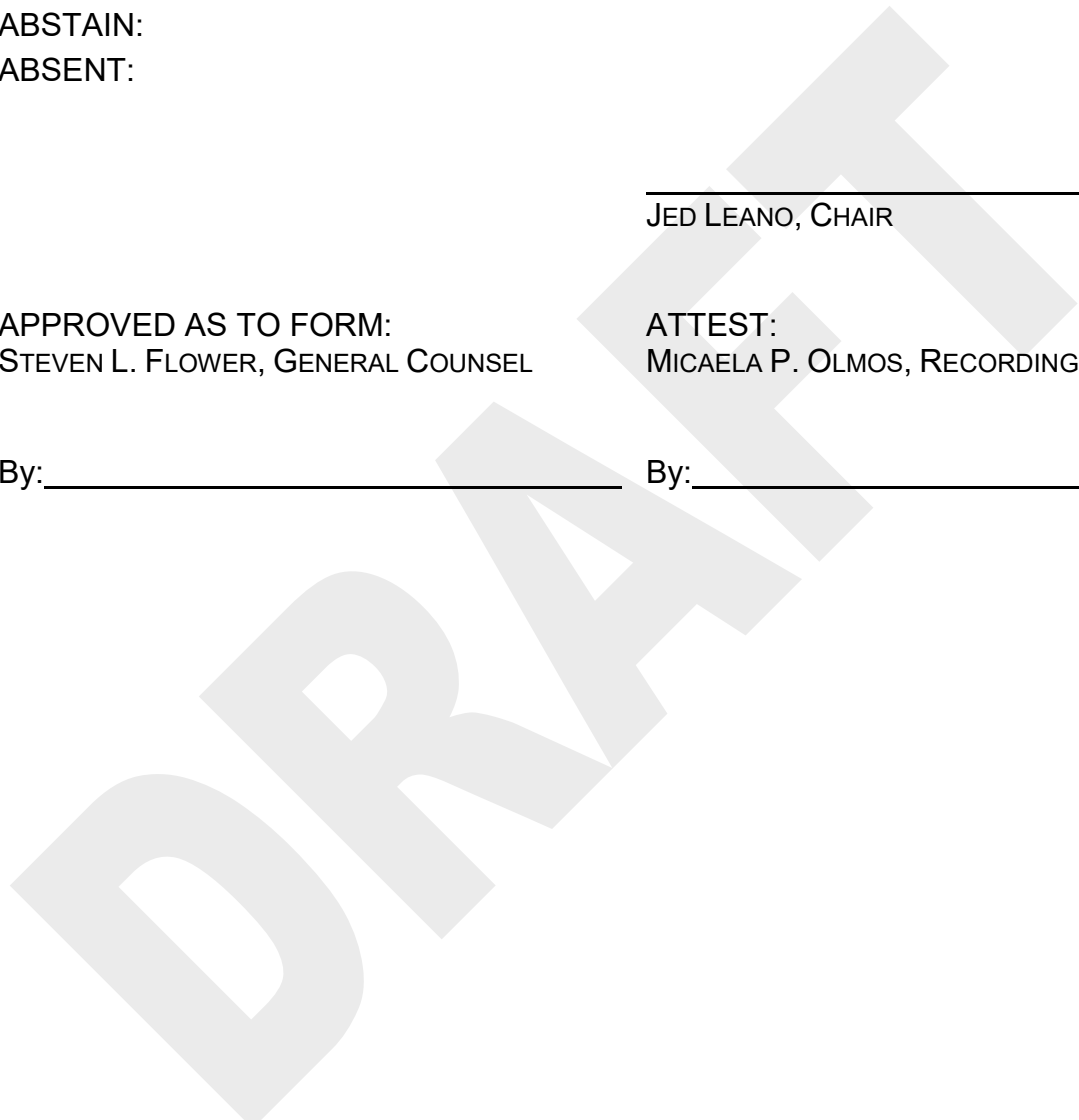 ABSTAIN:
ABSENT:
JED LEANO, CHAIR
APPROVED AS TO FORM:
STEVEN L. FLOWER, GENERAL COUNSEL
ATTEST:
MICAELA P. OLMOS, RECORDING
By:
By:
DRAFT